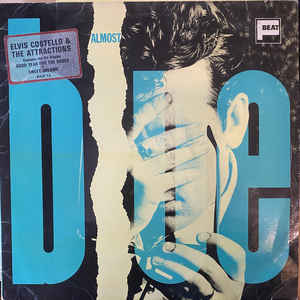 ELVIS COSTELLO &
THE ATTRACTIONS
GOOD YEAR FOR THE ROSES
SWEET DREAMS
ALMOST
BEAT
blue